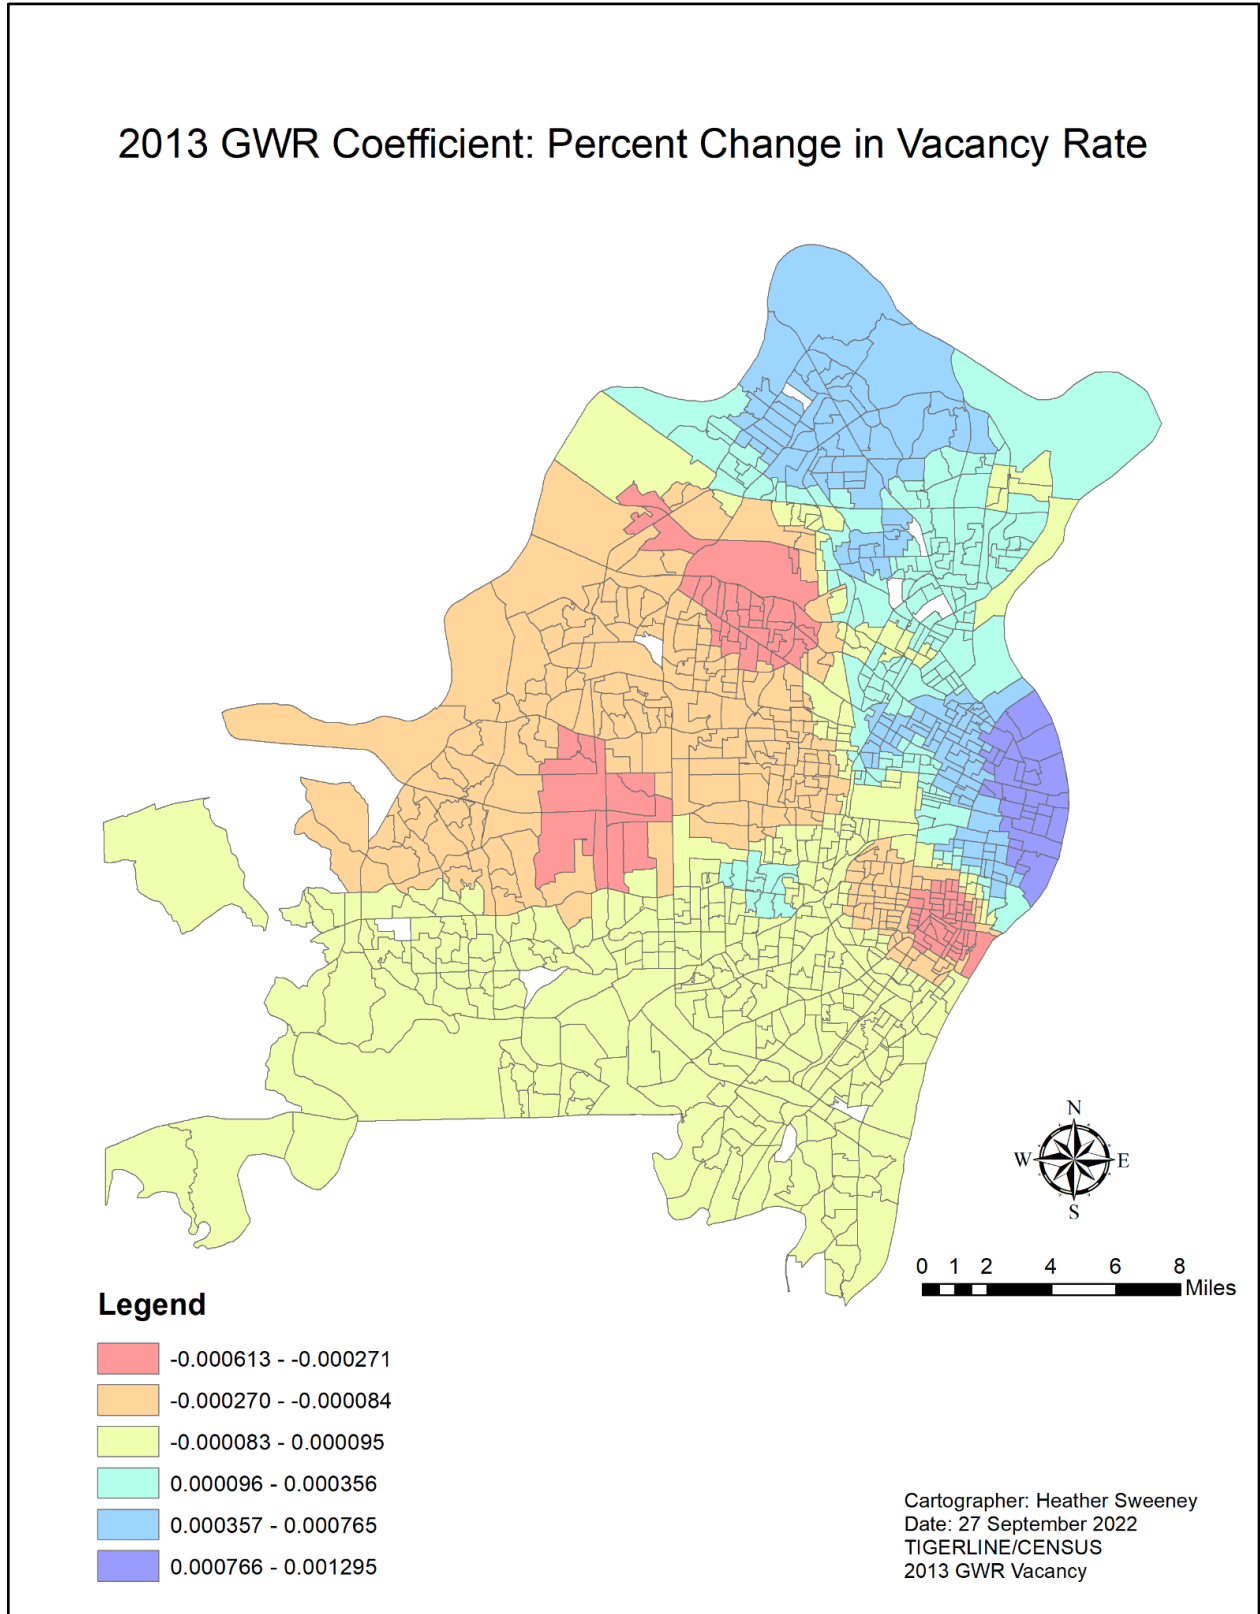 2013 GWR Coefficient: Percent Change in Vacancy Rate
N
W E
S
0 1 2 4 6 8
Miles
Legend
-0.000613 - -0.000271
-0.000270 - -0.000084
-0.000083 - 0.000095
0.000096 - 0.000356
0.000357 - 0.000765
0.000766 - 0.001295
Cartographer: Heather Sweeney
Date: 27 September 2022
TIGERLINE/CENSUS
2013 GWR Vacancy